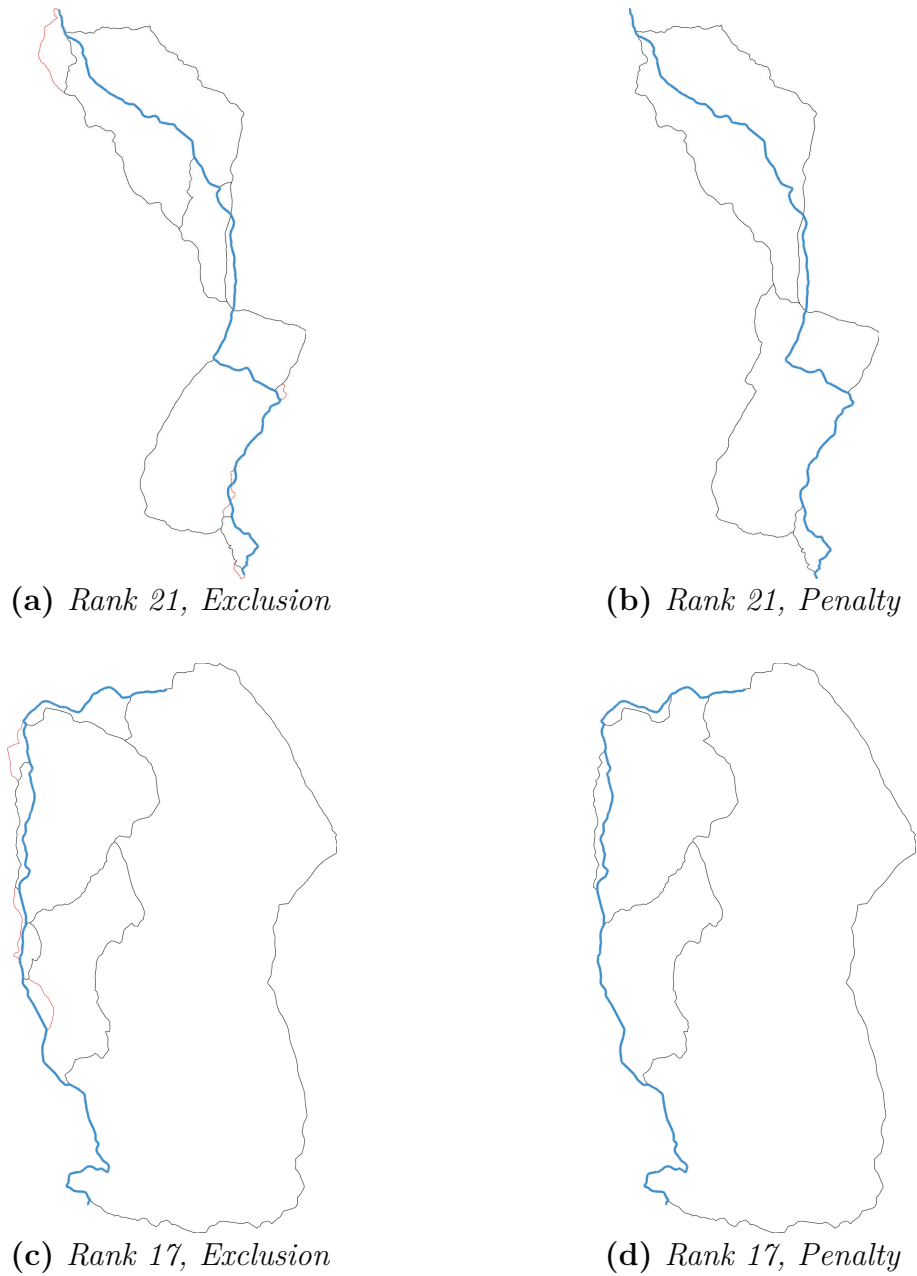 (a) Rank 21, Exclusion
(b) Rank 21, Penalty
(c) Rank 17, Exclusion
(d) Rank 17, Penalty